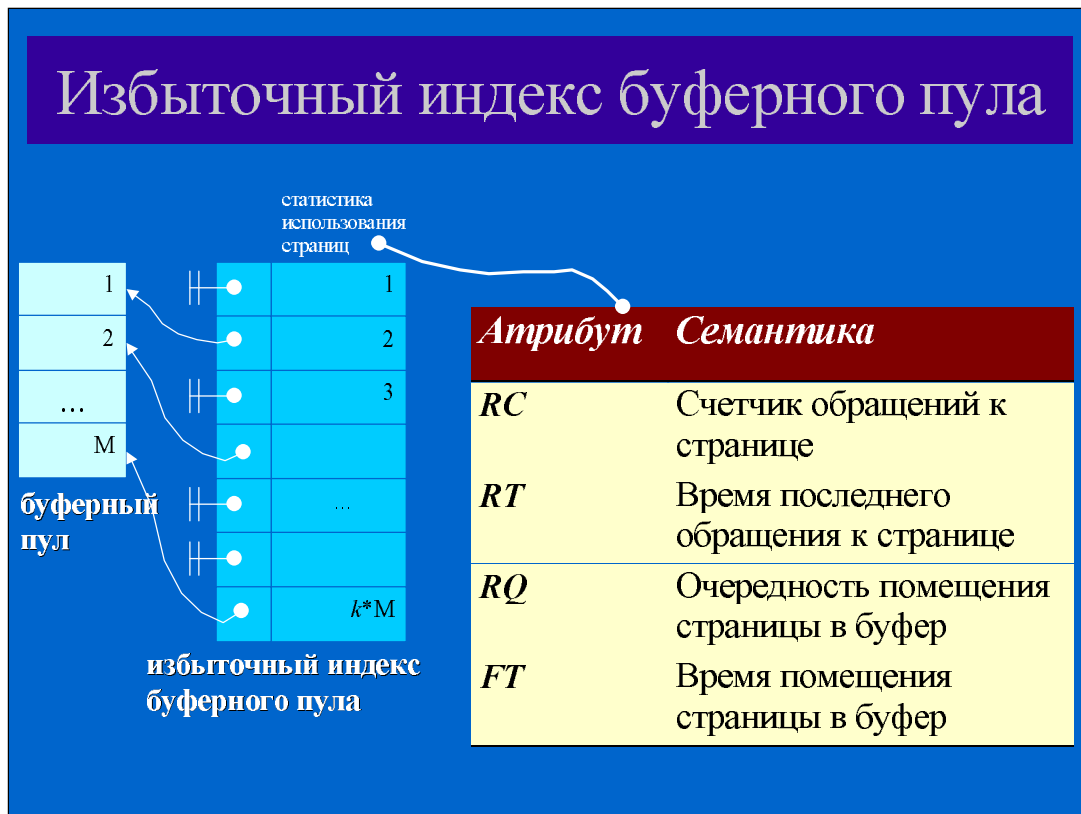 Избыточный индекс буферного пула
статистика
использования
страниц
1
2
…
M
буферный
пул
1
2
3
…
k*M
избыточный индекс
буферного пула
Атрибут Семантика
RC Счетчик обращений к
странице
RT Время последнего
обращения к странице
RQ Очередность помещения
страницы в буфер
FT Время помещения
страницы в буфер